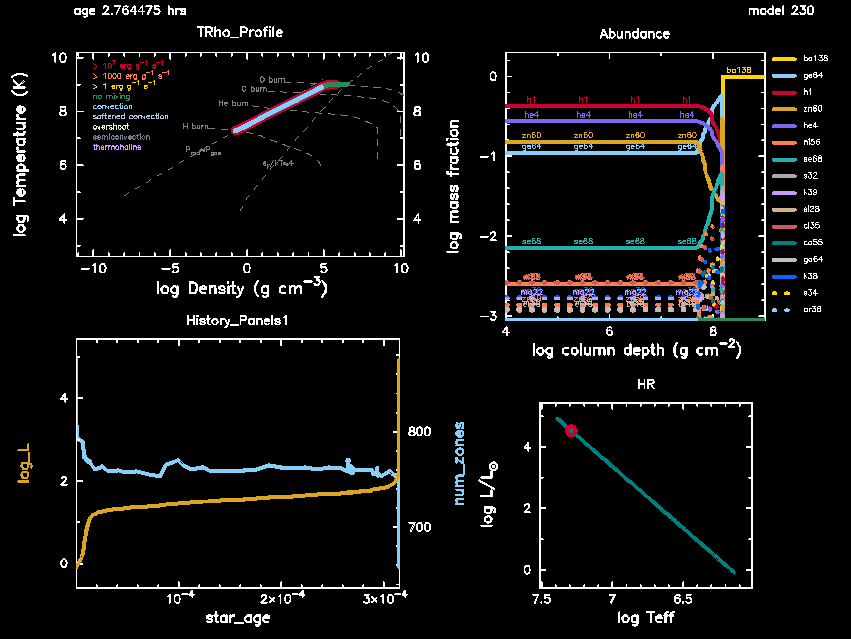 age 2.764475 hrs
model 230
TRho_Profile
log Temperature (K)
10
8
6
4
> 10⁷ erg g⁻¹ s⁻¹
> 1000 erg g⁻¹ s⁻¹
> 1 erg g⁻¹ s⁻¹
no mixing
convection
softened convection
overshoot
semiconvection
thermohaline
O burn
C burn
He burn
H burn
10
8
6
4
−10
−5
0
5
10
log Density (g cm⁻³)
Abundance
log mass fraction
0
−1
−2
−3
ba138
h1 h1 h1 h1
he4 he4 he4 he4
zn60 zn60 zn60 zn60
ge64 ge64 ge64 ge64
se68 se68 se68 se68
mg22 mg22 mg22 mg22
4
6
8
log column depth (g cm⁻²)
ba138
ge64
h1
zn60
he4
ni56
se68
s32
k39
si28
cl35
co55
ga64
k38
s34
ar38
History_Panels1
log_L
4
2
0
800
700
num_zones
10⁻⁴
2×10⁻⁴
3×10⁻⁴
star_age
HR
log L/L⊙
4
2
0
7.5
7
6.5
log Teff